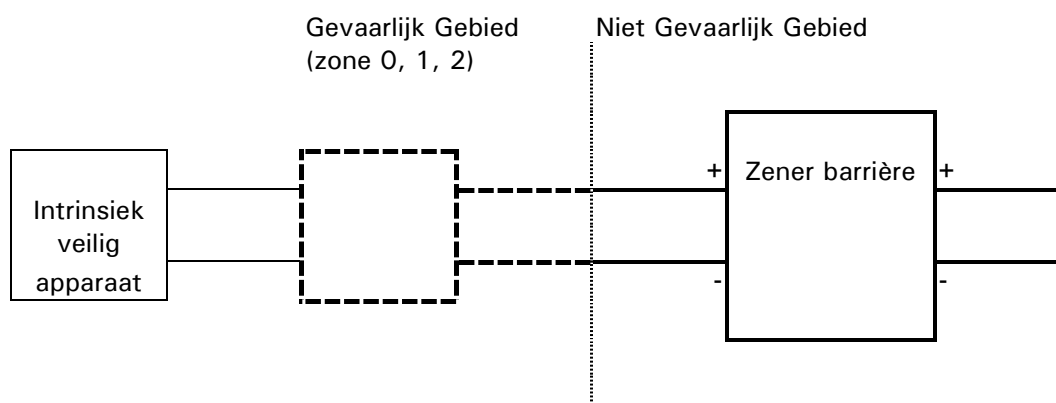 Gevaarlijk Gebied
(zone 0, 1, 2)
Niet Gevaarlijk Gebied
Intrinsiek
veilig
apparaat
+
-
Zener barrière
+
-